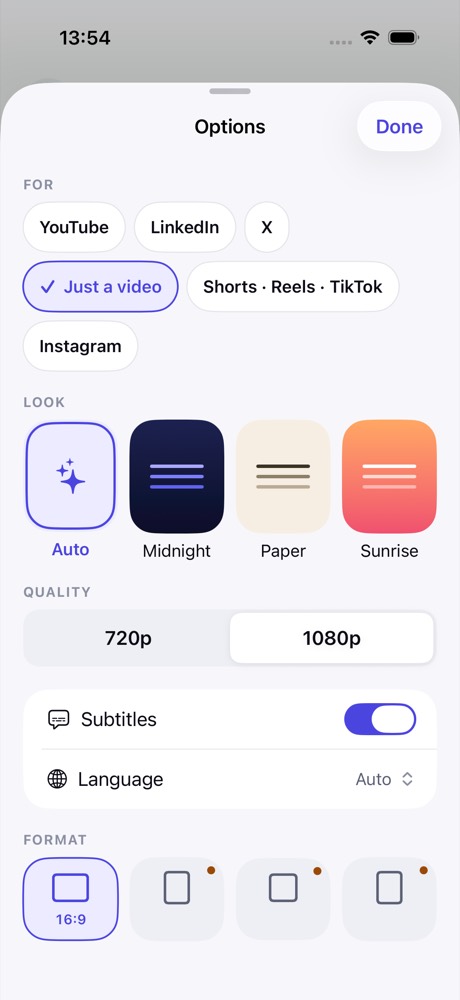 13:54
Options
Done
FOR
YouTube
LinkedIn
X
Just a video
Shorts · Reels · TikTok
Instagram
LOOK
Auto
Midnight
Paper
Sunrise
QUALITY
720p
1080p
Subtitles
Language
Auto
FORMAT
16:9